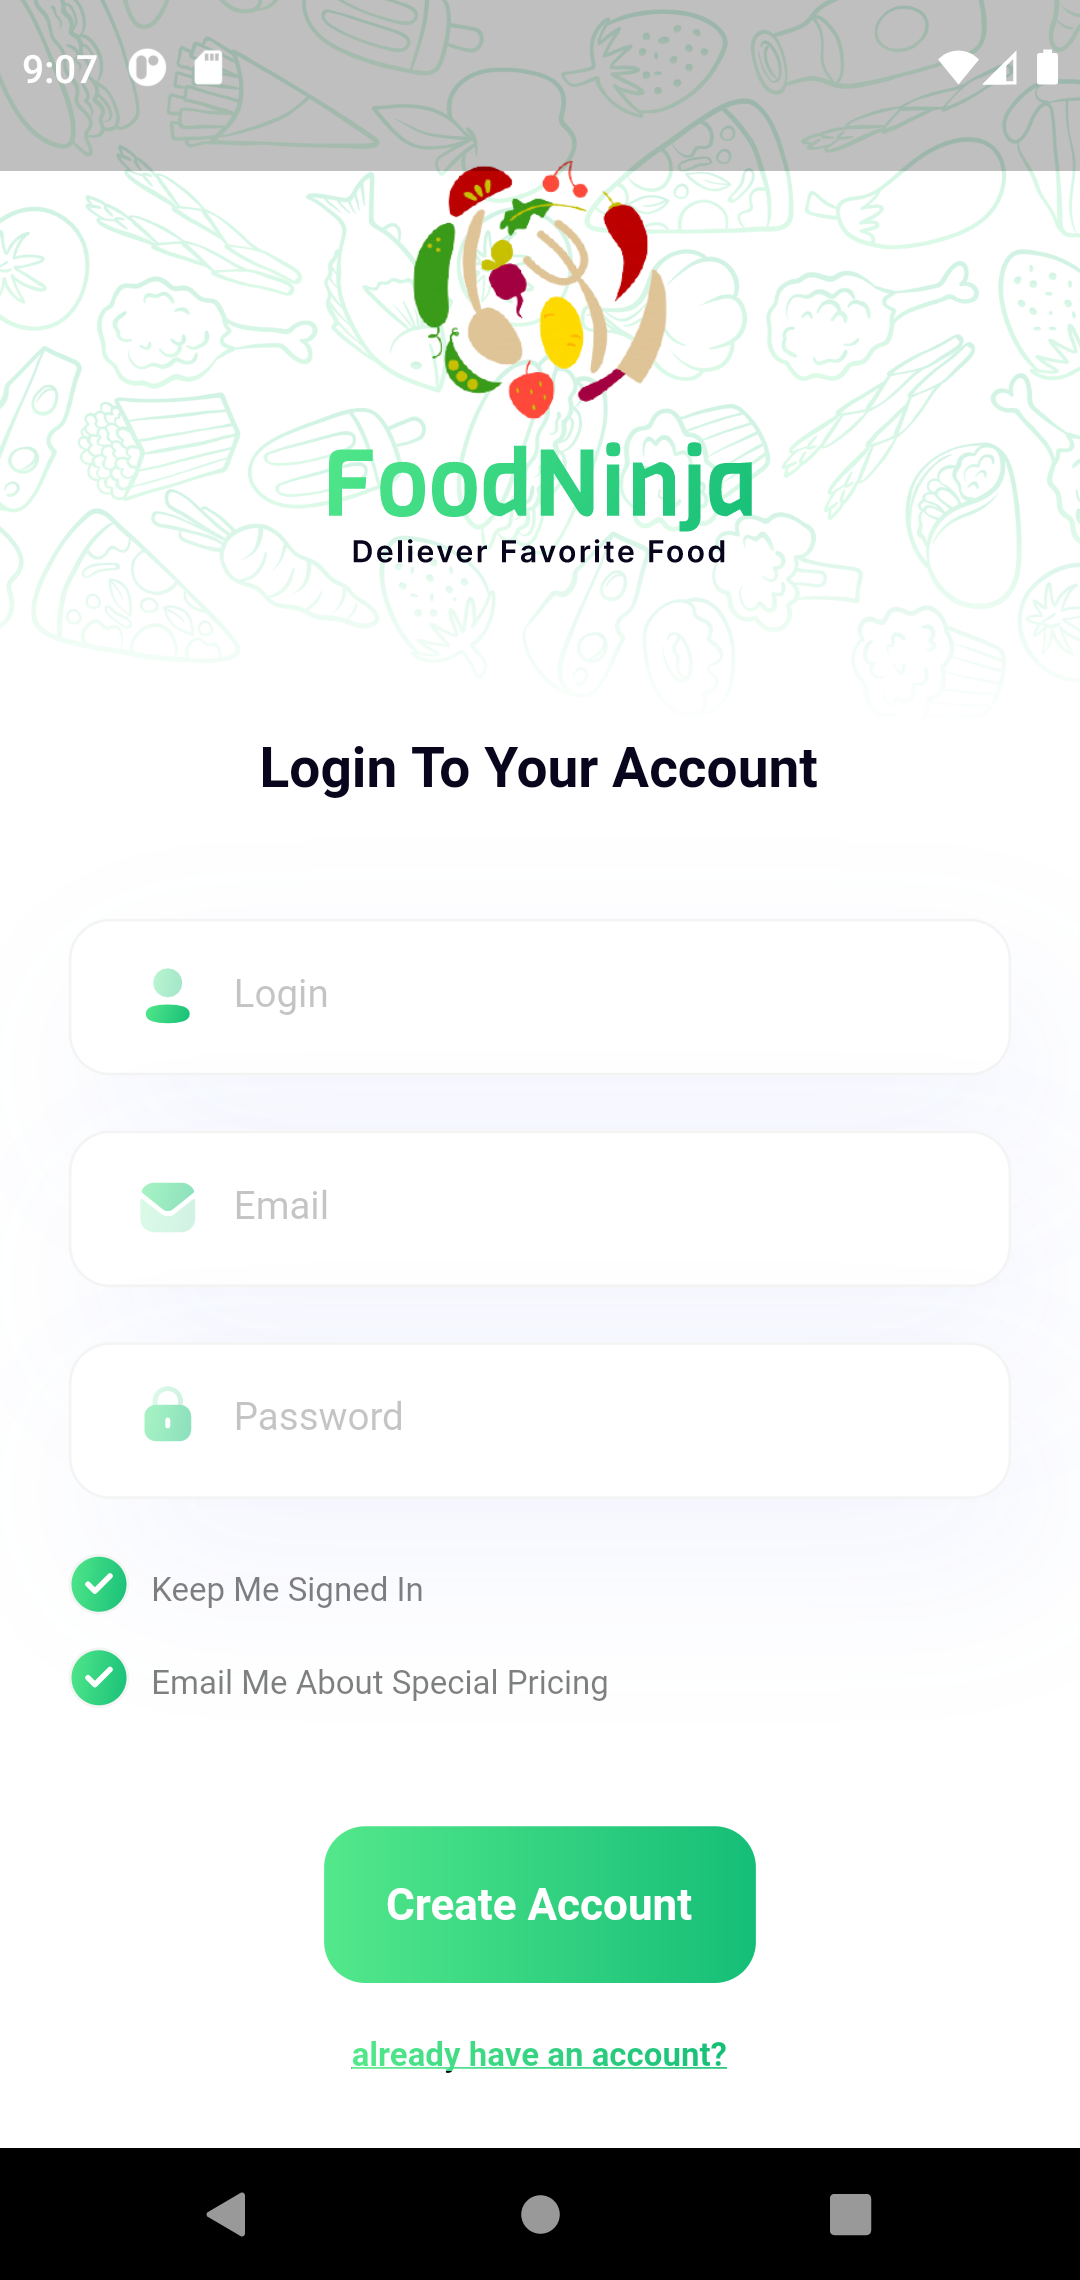 9:07
FoodNinja
Deliever Favorite Food
Login To Your Account
Login
Email
Password
Keep Me Signed In
Email Me About Special Pricing
Create Account
already have an account?